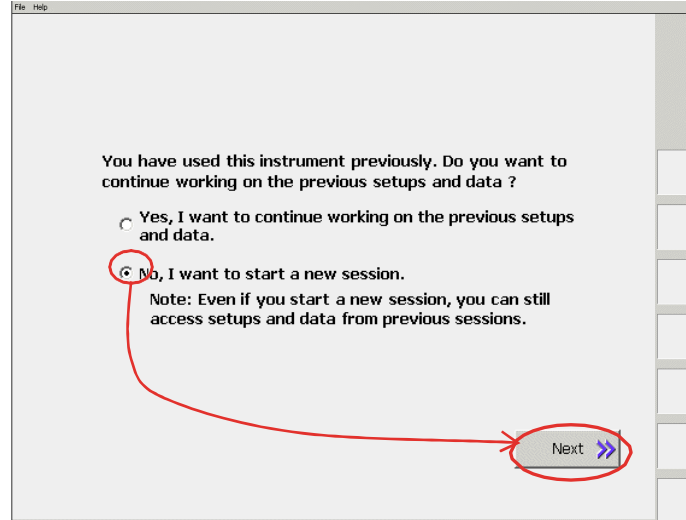 File Help
You have used this instrument previously. Do you want to
continue working on the previous setups and data ?
Yes, I want to continue working on the previous setups
and data.
No, I want to start a new session.
Note: Even if you start a new session, you can still
access setups and data from previous sessions.
Next